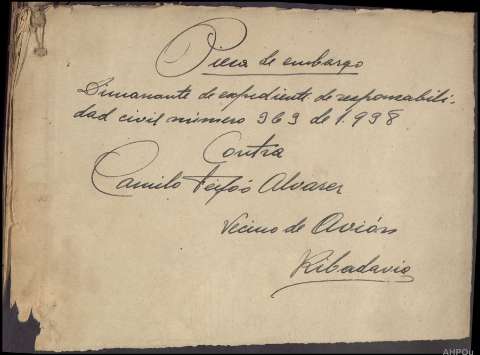 Pieza de embargo
Dimanante de expediente de responsabili-
dad civil número 363 de 1.938
Contra
Camilo Feijóo Alvarez
Vecino de Avión
Ribadavia
AHPOu